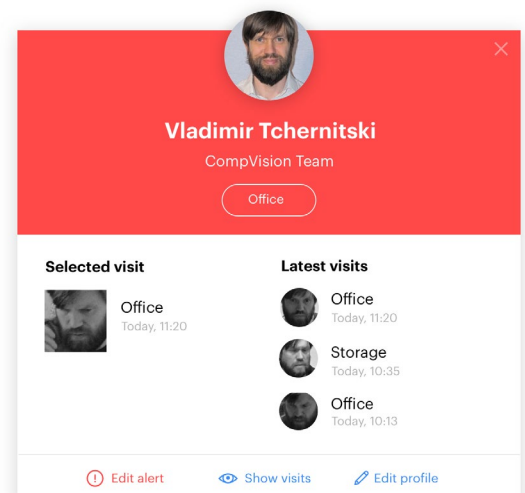 Vladimir Tchernitski
CompVision Team
Office
Selected visit
Office
Today, 11:20
Latest visits
Office
Today, 11:20
Storage
Today, 10:35
Office
Today, 10:13
Edit alert
Show visits
Edit profile